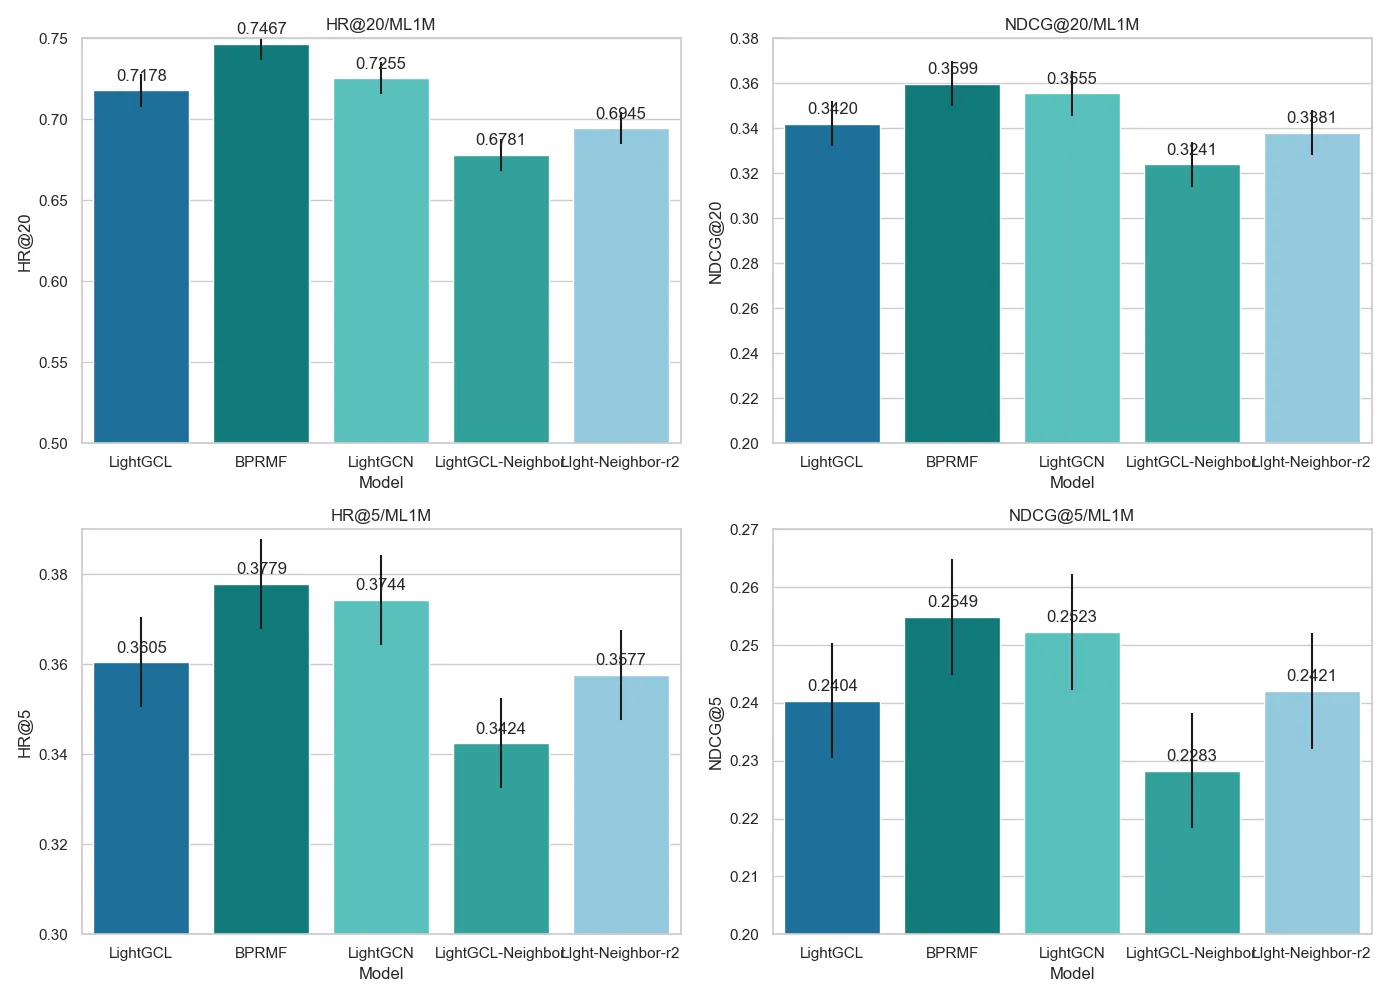 HR@20/ML1M
0.75
0.70
0.65
0.60
0.55
0.50
HR@20
0.7178
0.7467
0.7255
0.6781
0.6945
LightGCL
BPRMF
LightGCN
LightGCL-Neighbor
LIght-Neighbor-r2
Model
NDCG@20/ML1M
0.38
0.36
0.34
0.32
0.30
0.28
0.26
0.24
0.22
0.20
NDCG@20
0.3420
0.3599
0.3555
0.3241
0.3381
LightGCL
BPRMF
LightGCN
LightGCL-Neighbor
LIght-Neighbor-r2
Model
HR@5/ML1M
0.38
0.36
0.34
0.32
0.30
HR@5
0.3605
0.3779
0.3744
0.3424
0.3577
LightGCL
BPRMF
LightGCN
LightGCL-Neighbor
LIght-Neighbor-r2
Model
NDCG@5/ML1M
0.27
0.26
0.25
0.24
0.23
0.22
0.21
0.20
NDCG@5
0.2404
0.2549
0.2523
0.2283
0.2421
LightGCL
BPRMF
LightGCN
LightGCL-Neighbor
LIght-Neighbor-r2
Model